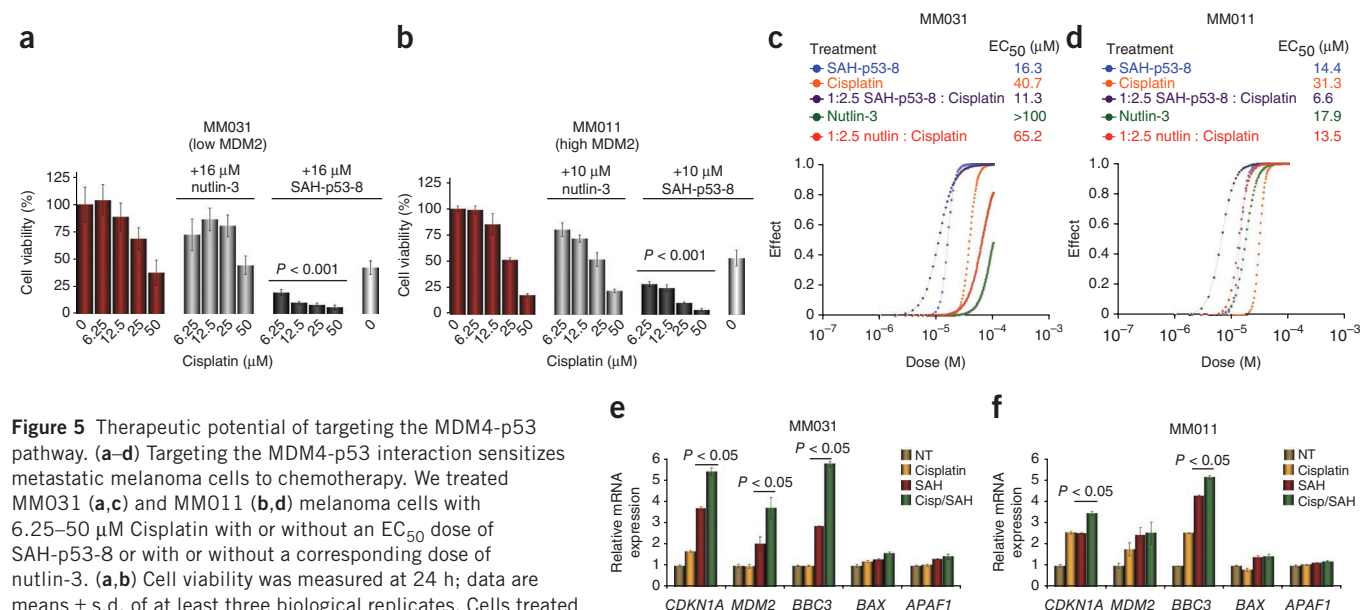 a
MM031
(low MDM2)
+16 μM
nutlin-3
+16 μM
SAH-p53-8
P < 0.001
Cell viability (%)
125
100
75
50
25
0
0
6.25
12.5
25
50
6.25
12.5
25
50
6.25
12.5
25
50
0
Cisplatin (μM)
b
MM011
(high MDM2)
+10 μM
nutlin-3
+10 μM
SAH-p53-8
P < 0.001
Cell viability (%)
125
100
75
50
25
0
0
6.25
12.5
25
50
6.25
12.5
25
50
6.25
12.5
25
50
0
Cisplatin (μM)
c
MM031
Treatment EC50 (μM)
SAH-p53-8 16.3
Cisplatin 40.7
1:2.5 SAH-p53-8 : Cisplatin 11.3
Nutlin-3 >100
1:2.5 nutlin : Cisplatin 65.2
Effect
1.0
0.8
0.6
0.4
0.2
0
10⁻⁷ 10⁻⁶ 10⁻⁵ 10⁻⁴ 10⁻³
Dose (M)
d
MM011
Treatment EC50 (μM)
SAH-p53-8 14.4
Cisplatin 31.3
1:2.5 SAH-p53-8 : Cisplatin 6.6
Nutlin-3 17.9
1:2.5 nutlin : Cisplatin 13.5
Effect
1.0
0.8
0.6
0.4
0.2
0
10⁻⁷ 10⁻⁶ 10⁻⁵ 10⁻⁴ 10⁻³
Dose (M)
Figure 5 Therapeutic potential of targeting the MDM4-p53
pathway. (a–d) Targeting the MDM4-p53 interaction sensitizes
metastatic melanoma cells to chemotherapy. We treated
MM031 (a,c) and MM011 (b,d) melanoma cells with
6.25–50 μM Cisplatin with or without an EC50 dose of
SAH-p53-8 or with or without a corresponding dose of
nutlin-3. (a,b) Cell viability was measured at 24 h; data are
means ± s.d. of at least three biological replicates. Cells treated
e
MM031
P < 0.05
P < 0.05
P < 0.05
NT
Cisplatin
SAH
Cisp/SAH
Relative mRNA
expression
6
5
4
3
2
1
0
CDKN1A MDM2 BBC3 BAX APAF1
f
MM011
P < 0.05
P < 0.05
NT
Cisplatin
SAH
Cisp/SAH
Relative mRNA
expression
6
5
4
3
2
1
0
CDKN1A MDM2 BBC3 BAX APAF1